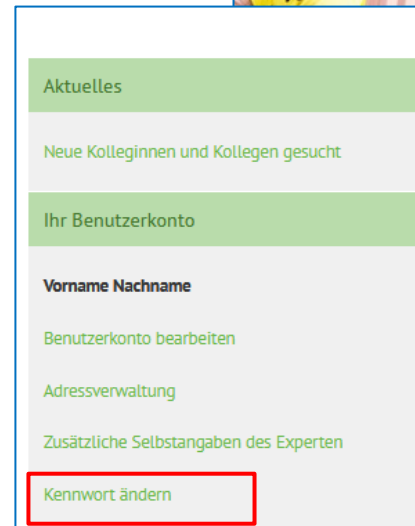 Aktuelles
Neue Kolleginnen und Kollegen gesucht
Ihr Benutzerkonto
Vorname Nachname
Benutzerkonto bearbeiten
Adressverwaltung
Zusätzliche Selbstangaben des Experten
Kennwort ändern